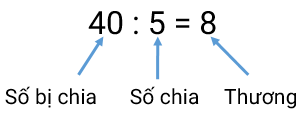 40 : 5 = 8
Số bị chia Số chia Thương